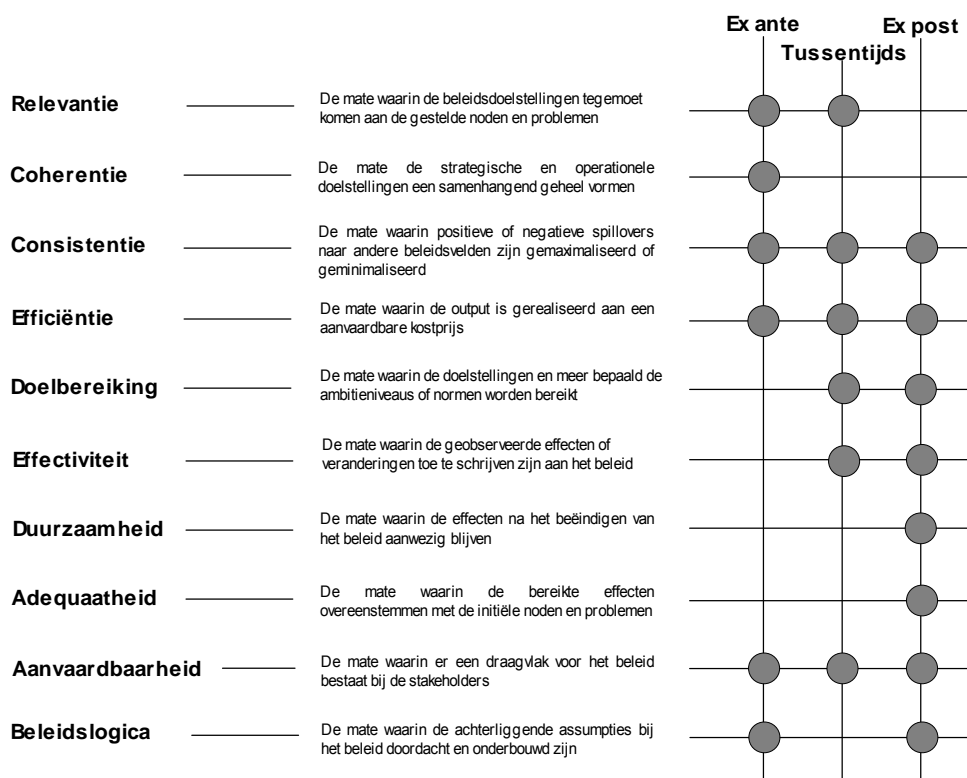 Ex ante
Ex post
Tussentijds
Relevantie
De mate waarin de beleidsdoelstellingen tegemoet
komen aan de gestelde noden en problemen
Coherentie
De mate de strategische en operationele
doelstellingen een samenhangend geheel vormen
Consistentie
De mate waarin positieve of negatieve spillovers
naar andere beleidsvelden zijn gemaximaliseerd of
geminimaliseerd
Efficiëntie
De mate waarin de output is gerealiseerd aan een
aanvaardbare kostprijs
Doelbereiking
De mate waarin de doelstellingen en meer bepaald de
ambitieniveaus of normen worden bereikt
Effectiviteit
De mate waarin de geobserveerde effecten of
veranderingen toe te schrijven zijn aan het beleid
Duurzaamheid
De mate waarin de effecten na het beëindigen van
het beleid aanwezig blijven
Adequaatheid
De mate waarin de bereikte effecten
overeenstemmen met de initiële noden en problemen
Aanvaardbaarheid
De mate waarin er een draagvlak voor het beleid
bestaat bij de stakeholders
Beleidslogica
De mate waarin de achterliggende assumpties bij
het beleid doordacht en onderbouwd zijn